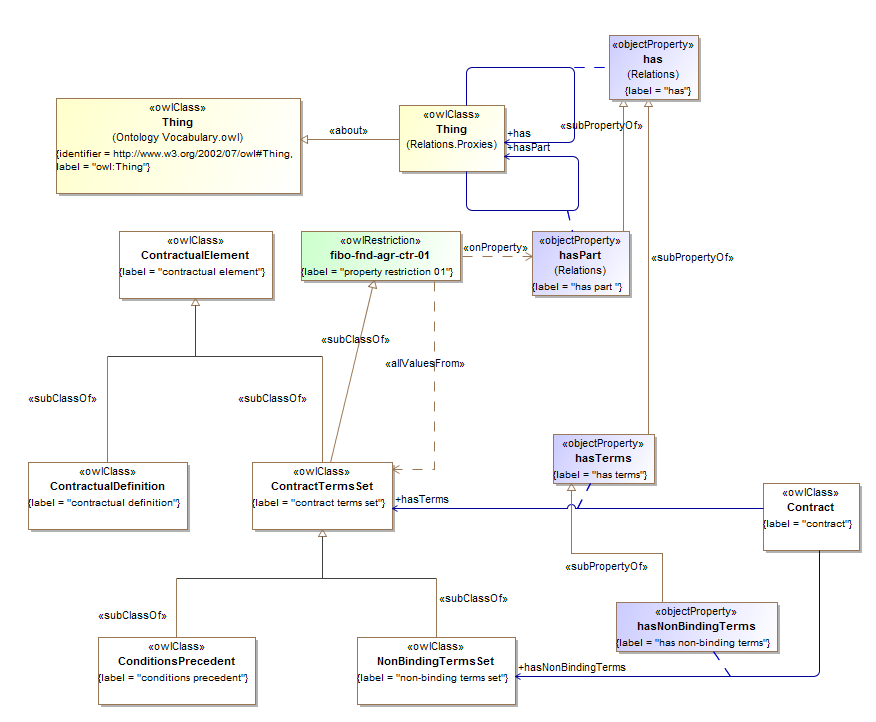 «objectProperty»
has
(Relations)
{label = "has"}
«owlClass»
Thing
(Ontology Vocabulary.owl)
{identifier = http://www.w3.org/2002/07/owl#Thing,
label = "owl:Thing"}
«about»
«owlClass»
Thing
(Relations.Proxies)
+has
+hasPart
«subPropertyOf»
«owlClass»
ContractualElement
{label = "contractual element"}
«owlRestriction»
fibo-fnd-agr-ctr-01
{label = "property restriction 01"}
«onProperty»
«objectProperty»
hasPart
(Relations)
{label = "has part "}
«subPropertyOf»
«subClassOf»
«allValuesFrom»
«subClassOf»
«subClassOf»
«owlClass»
ContractualDefinition
{label = "contractual definition"}
«owlClass»
ContractTermsSet
{label = "contract terms set"}
+hasTerms
«objectProperty»
hasTerms
{label = "has terms"}
«owlClass»
Contract
{label = "contract"}
«subPropertyOf»
«subClassOf»
«subClassOf»
«objectProperty»
hasNonBindingTerms
{label = "has non-binding terms"}
«owlClass»
ConditionsPrecedent
{label = "conditions precedent"}
«owlClass»
NonBindingTermsSet
{label = "non-binding terms set"}
+hasNonBindingTerms